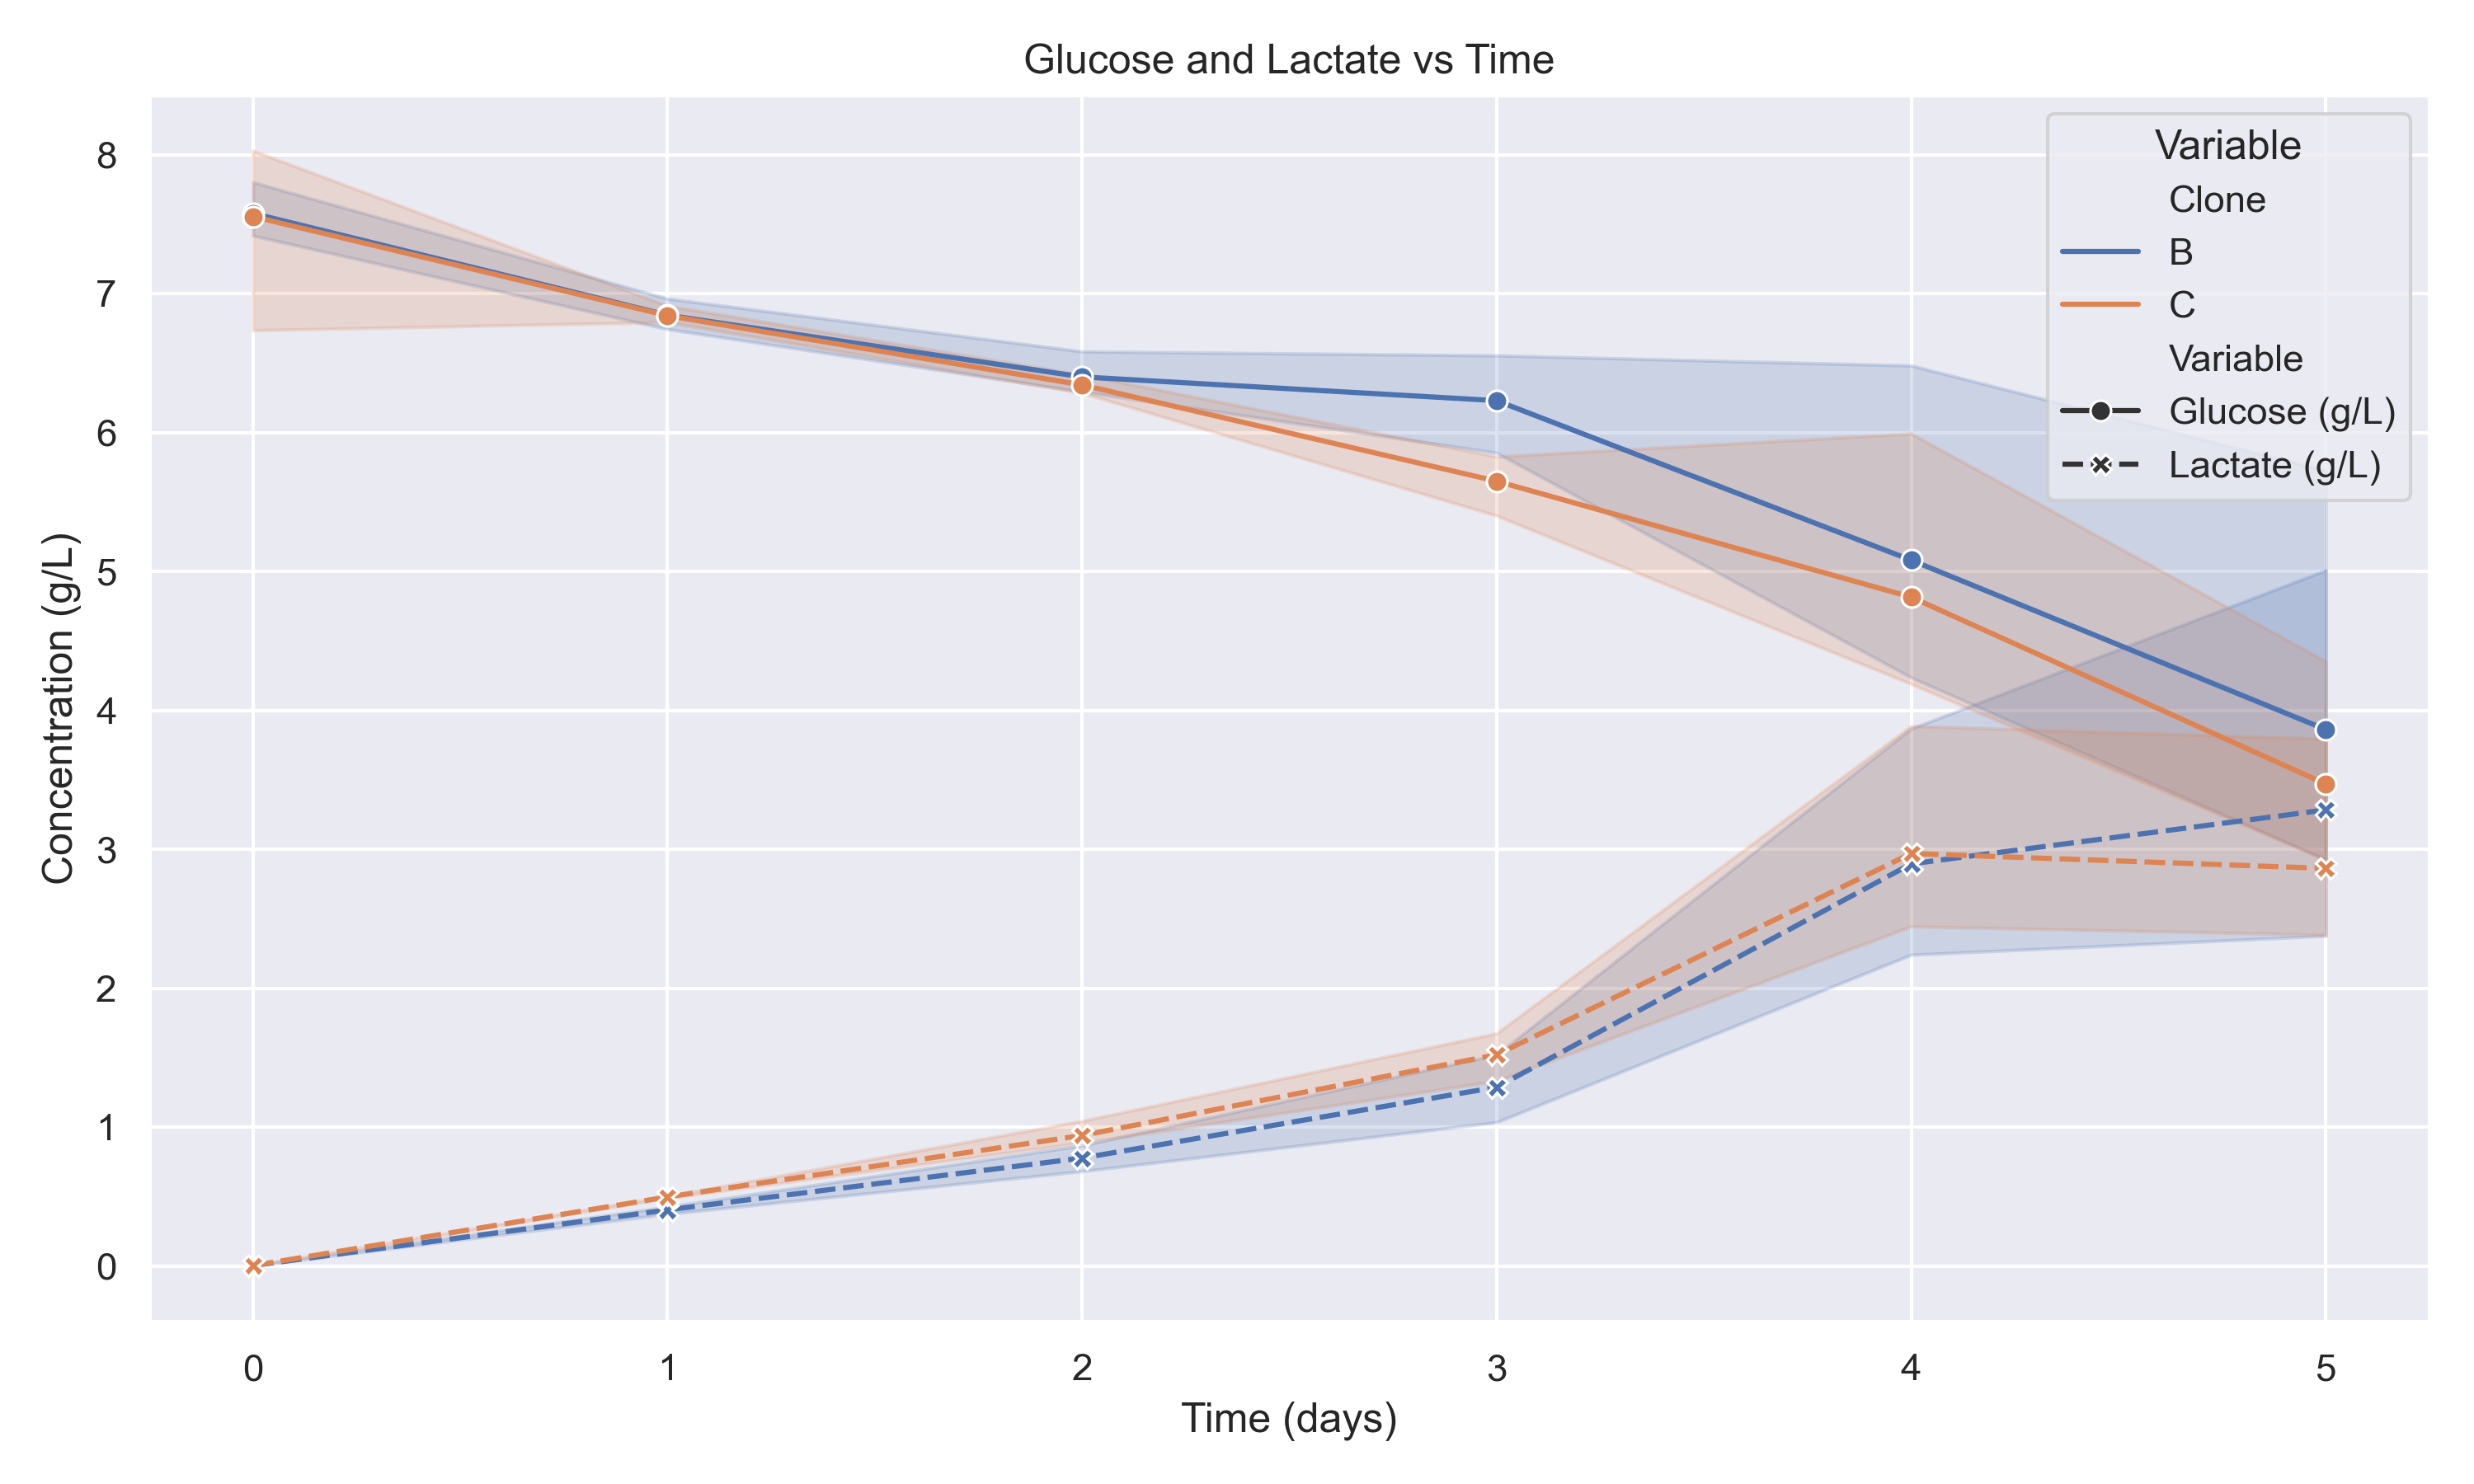 Glucose and Lactate vs Time
Concentration (g/L)
8
7
6
5
4
3
2
1
0
Variable
Clone
B
C
Variable
Glucose (g/L)
Lactate (g/L)
0 1 2 3 4 5
Time (days)